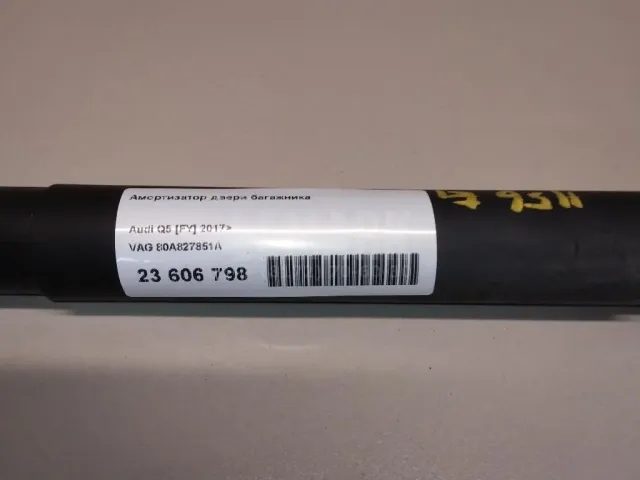 Амортизатор двери багажника
Audi Q5 [FY] 2017>
VAG 80A827851A
23 606 798